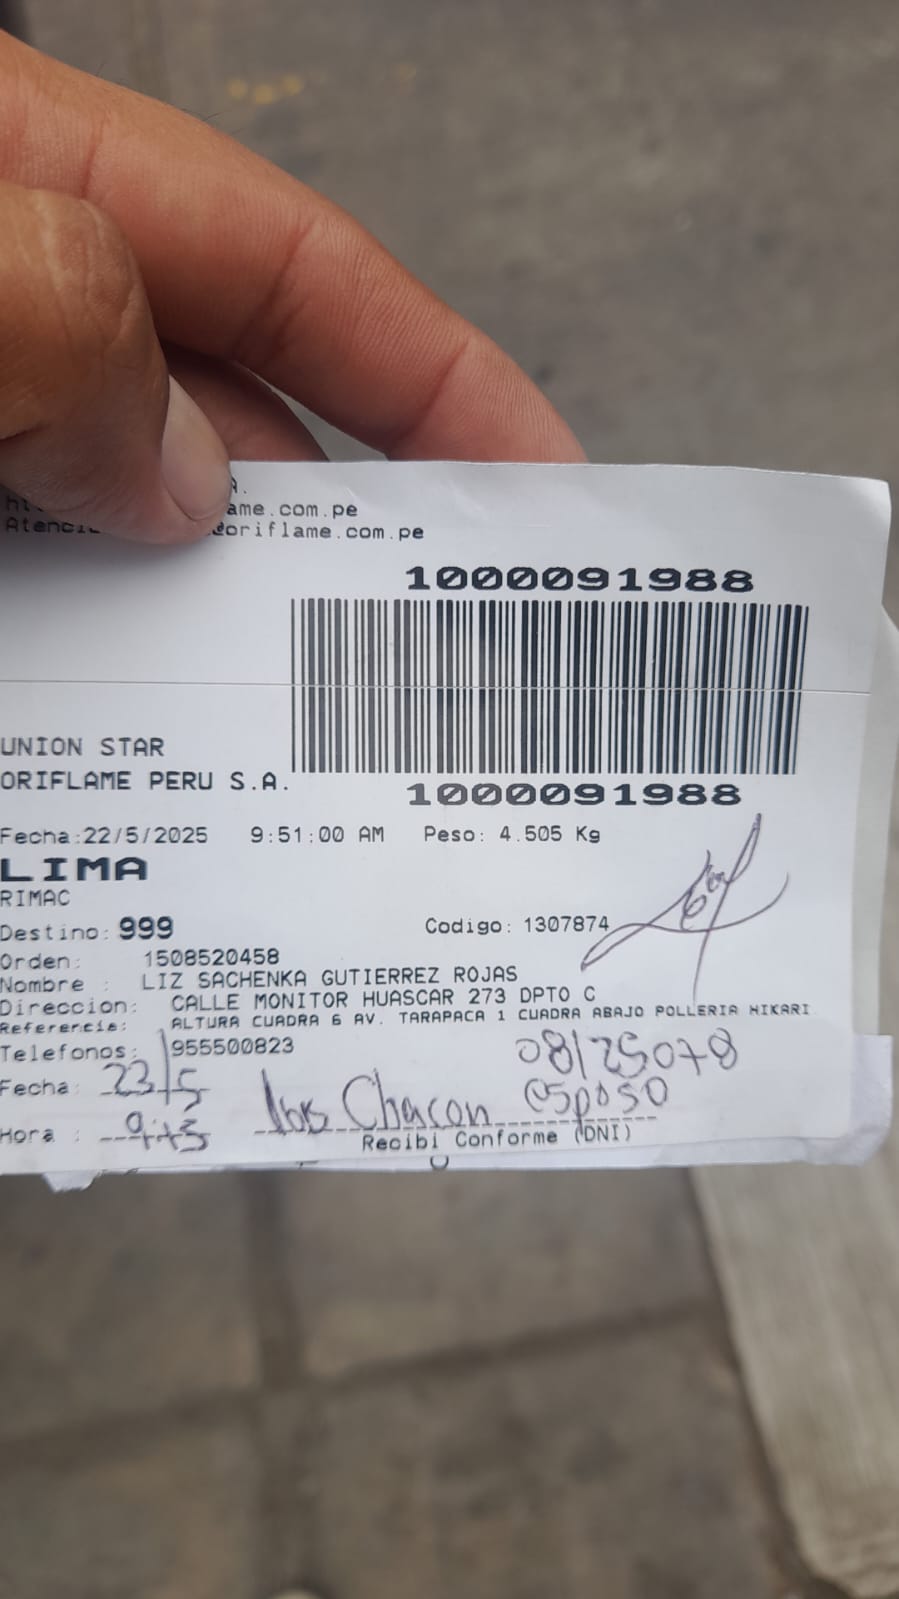 A.
ame.com.pe
@oriflame.com.pe
1000091988
UNION STAR
ORIFLAME PERU S.A.
1000091988
Fecha:22/5/2025 9:51:00 AM Peso: 4.505 Kg
LIMA
RIMAC
Destino: 999 Codigo: 1307874
Orden: 1508520458
Nombre : LIZ SACHENKA GUTIERREZ ROJAS
Direccion: CALLE MONITOR HUASCAR 273 DPTO C
Referencia: ALTURA CUADRA 6 AV. TARAPACA 1 CUADRA ABAJO POLLERIA HIKARI
Telefonos: 955500823
Fecha: 23/5 Chacon esposo
Hora :
Recibi Conforme (DNI)